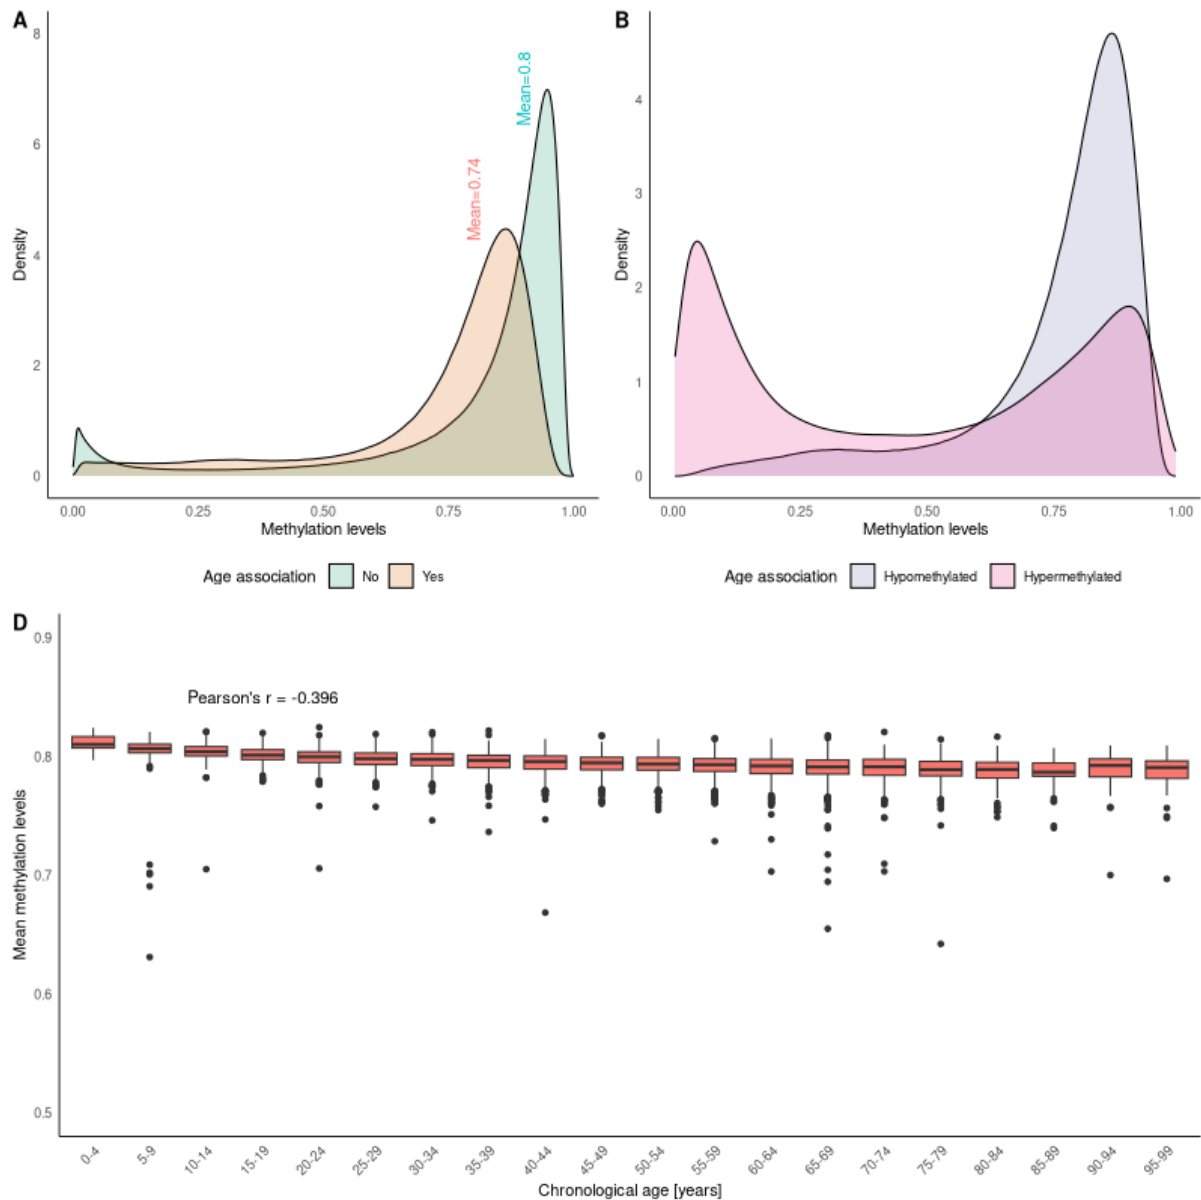 A
8
6
4
2
0
Density
Mean=0.74
Mean=0.8
0.00 0.25 0.50 0.75 1.00
Methylation levels
Age association No Yes
B
4
3
2
1
0
Density
0.00 0.25 0.50 0.75 1.00
Methylation levels
Age association Hypomethylated Hypermethylated
D
0.9
0.8
0.7
0.6
0.5
Mean methylation levels
Pearson's r = -0.396
0-4 5-9 10-14 15-19 20-24 25-29 30-34 35-39 40-44 45-49 50-54 55-59 60-64 65-69 70-74 75-79 80-84 85-89 90-94 95-99
Chronological age [years]